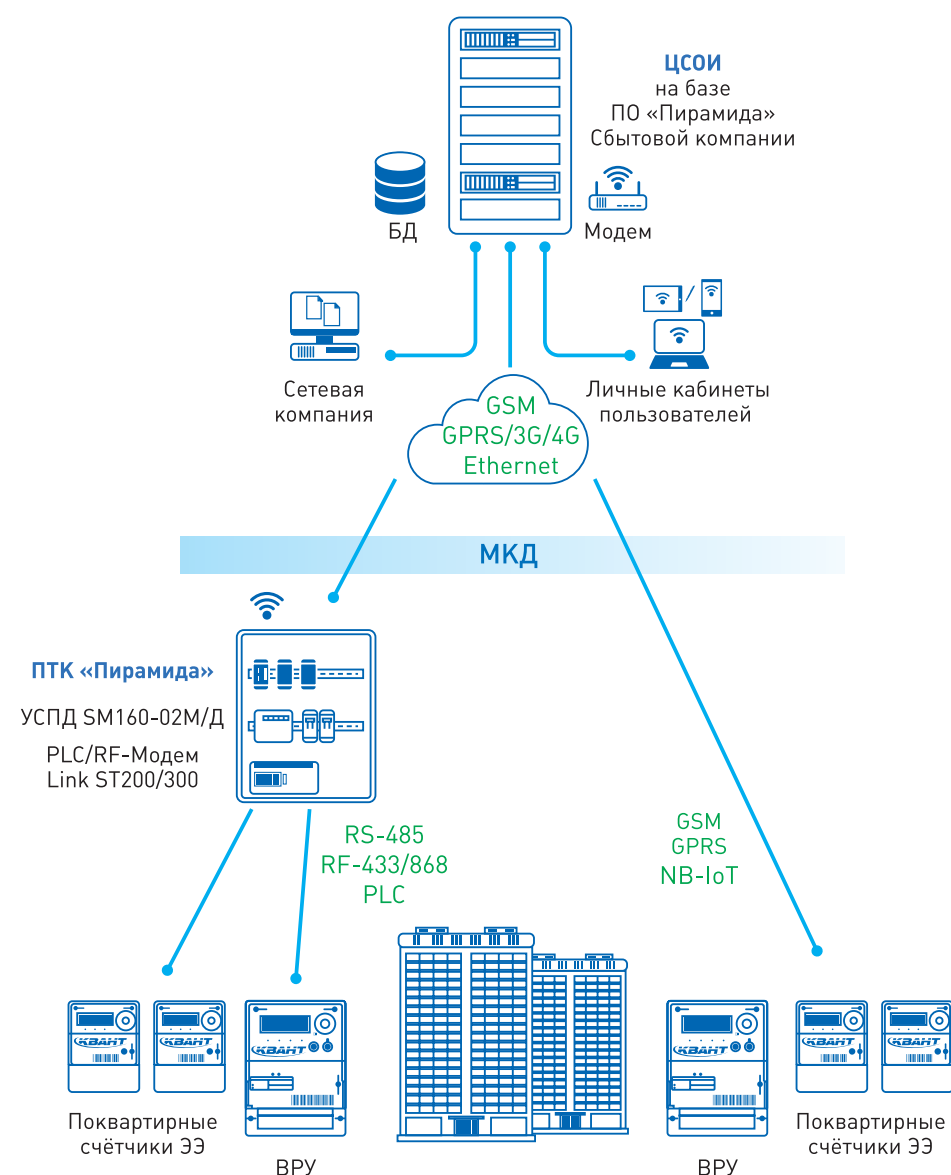 ЦСОИ
на базе
ПО «Пирамида»
Сбытовой компании
БД
Модем
Сетевая
компания
Личные кабинеты
пользователей
GSM
GPRS/3G/4G
Ethernet
МКД
ПТК «Пирамида»
УСПД SM160-02М/Д
PLC/RF-Модем
Link ST200/300
RS-485
RF-433/868
PLC
GSM
GPRS
NB-IoT
КВАНТ
КВАНТ
КВАНТ
КВАНТ
КВАНТ
КВАНТ
Поквартирные
счётчики ЭЭ
ВРУ
ВРУ
Поквартирные
счётчики ЭЭ